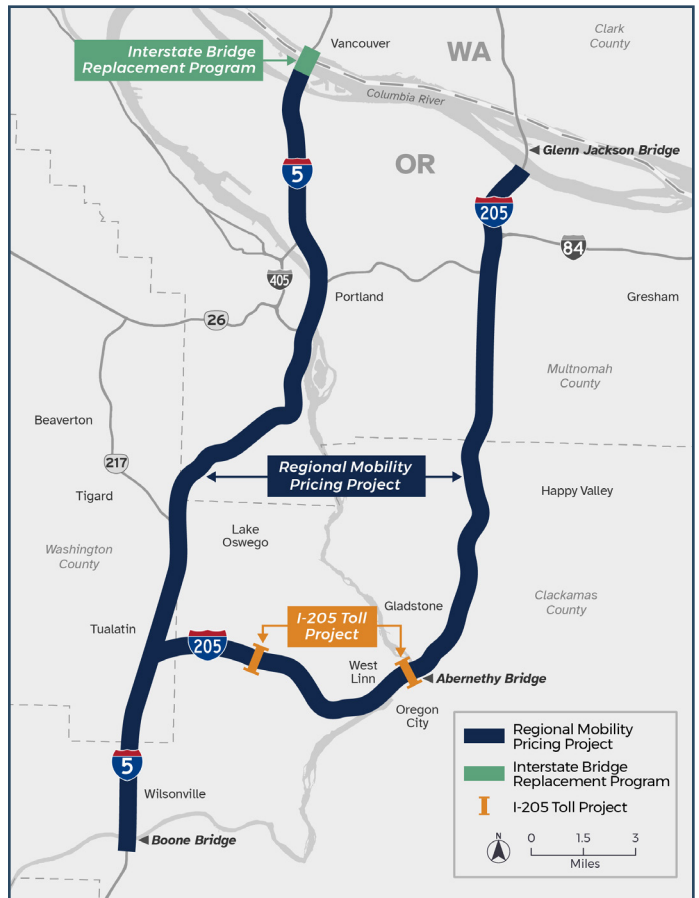 Interstate Bridge
Replacement Program
Vancouver
WA
Clark
County
Columbia River
Glenn Jackson Bridge
OR
5
205
84
405
Portland
Gresham
26
Multnomah
County
Beaverton
217
Regional Mobility
Pricing Project
Tigard
Happy Valley
Lake
Oswego
Washington
County
Clackamas
County
I-205 Toll
Project
Gladstone
Tualatin
205
West
Linn
Abernethy Bridge
Oregon
City
5
Wilsonville
Boone Bridge
Regional Mobility
Pricing Project
Interstate Bridge
Replacement Program
I-205 Toll Project
N
0 1.5 3
Miles